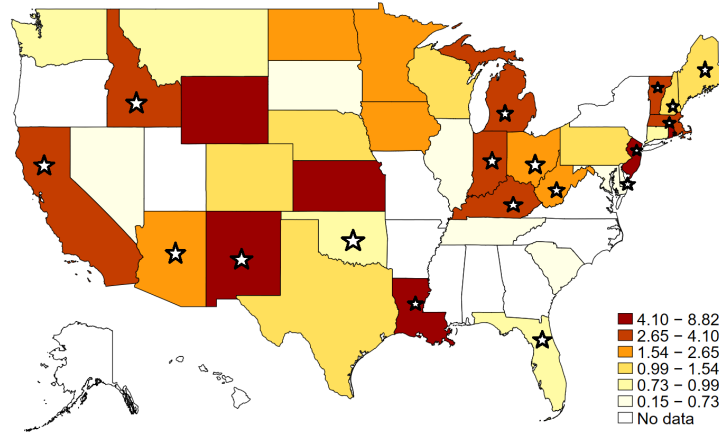 4.10 – 8.82
2.65 – 4.10
1.54 – 2.65
0.99 – 1.54
0.73 – 0.99
0.15 – 0.73
No data